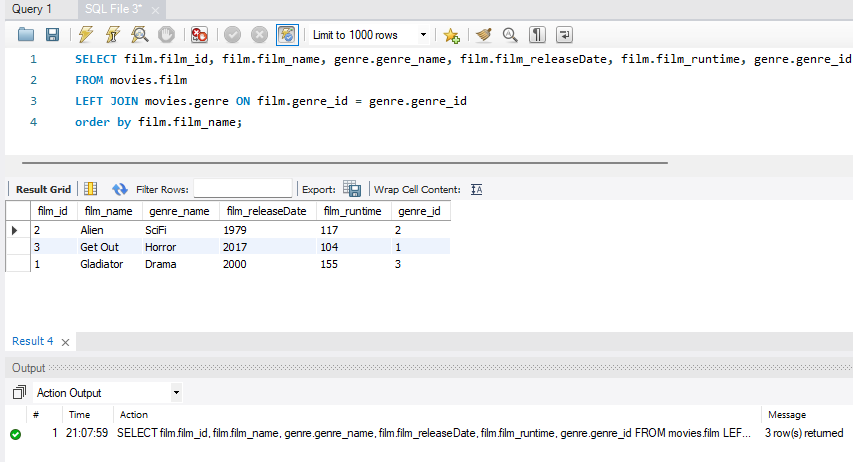 Query 1 SQL File 3* ×
Limit to 1000 rows
1 SELECT film.film_id, film.film_name, genre.genre_name, film.film_releaseDate, film.film_runtime, genre.genre_id
2 FROM movies.film
3 LEFT JOIN movies.genre ON film.genre_id = genre.genre_id
4 order by film.film_name;
Result Grid Filter Rows: Export: Wrap Cell Content:
film_id film_name genre_name film_releaseDate film_runtime genre_id
2 Alien SciFi 1979 117 2
3 Get Out Horror 2017 104 1
1 Gladiator Drama 2000 155 3
Result 4 ×
Output
Action Output
# Time Action Message
1 21:07:59 SELECT film.film_id, film.film_name, genre.genre_name, film.film_releaseDate, film.film_runtime, genre.genre_id FROM movies.film LEF... 3 row(s) returned